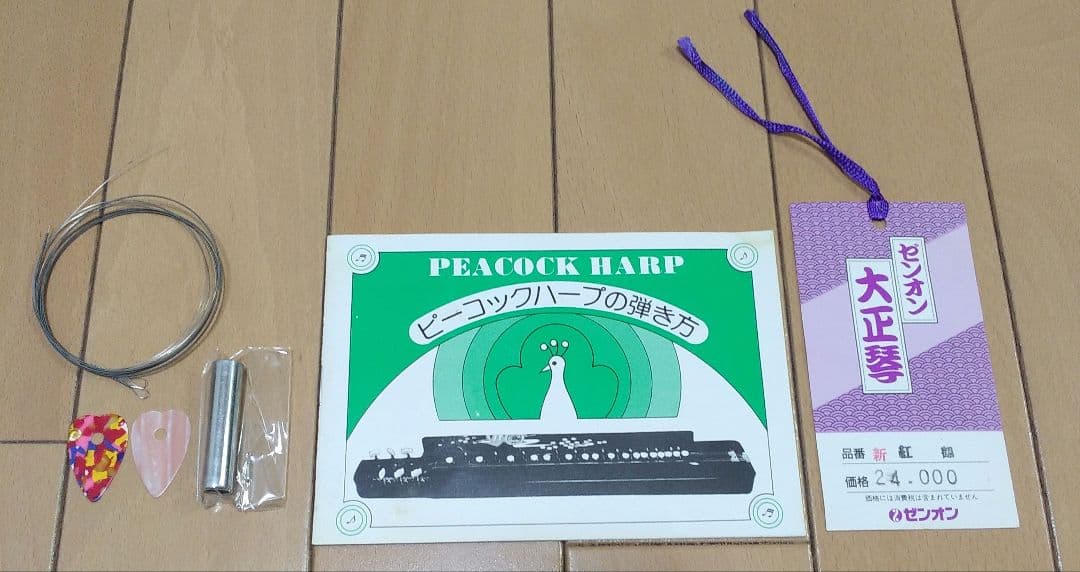 PEACOCK HARP
ピーコックハープの弾き方
ゼンオン
大正琴
品番 新 紅 鶴
価格 24.000
価格には消費税は含まれていません
ゼンオン